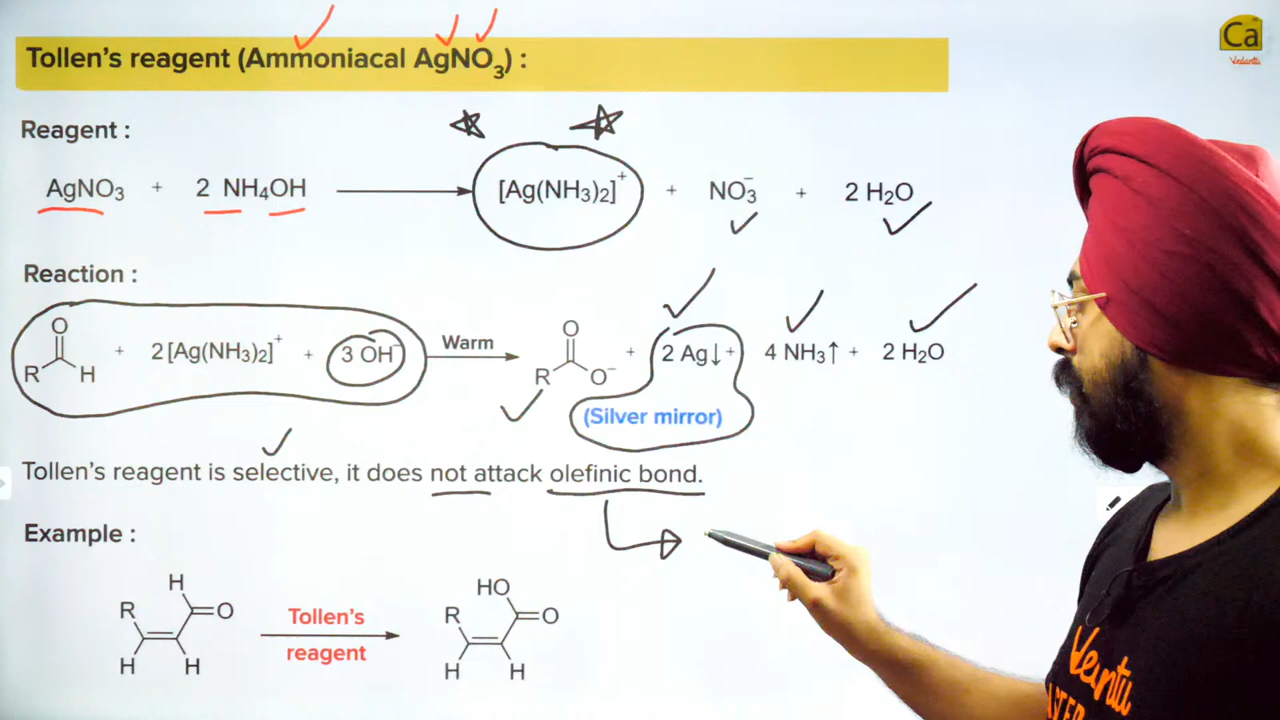 Tollen's reagent (Ammoniacal AgNO₃) :
Ca
Vedantu
Reagent :
AgNO₃ + 2 NH₄OH → [Ag(NH₃)₂]⁺ + NO₃⁻ + 2 H₂O
Reaction :
R O H + 2 [Ag(NH₃)₂]⁺ + 3 OH⁻ Warm → R O O⁻ + 2 Ag↓ + 4 NH₃↑ + 2 H₂O
(Silver mirror)
Tollen's reagent is selective, it does not attack olefinic bond.
Example :
H R O H H
Tollen's
reagent
HO R O H H
Vedantu